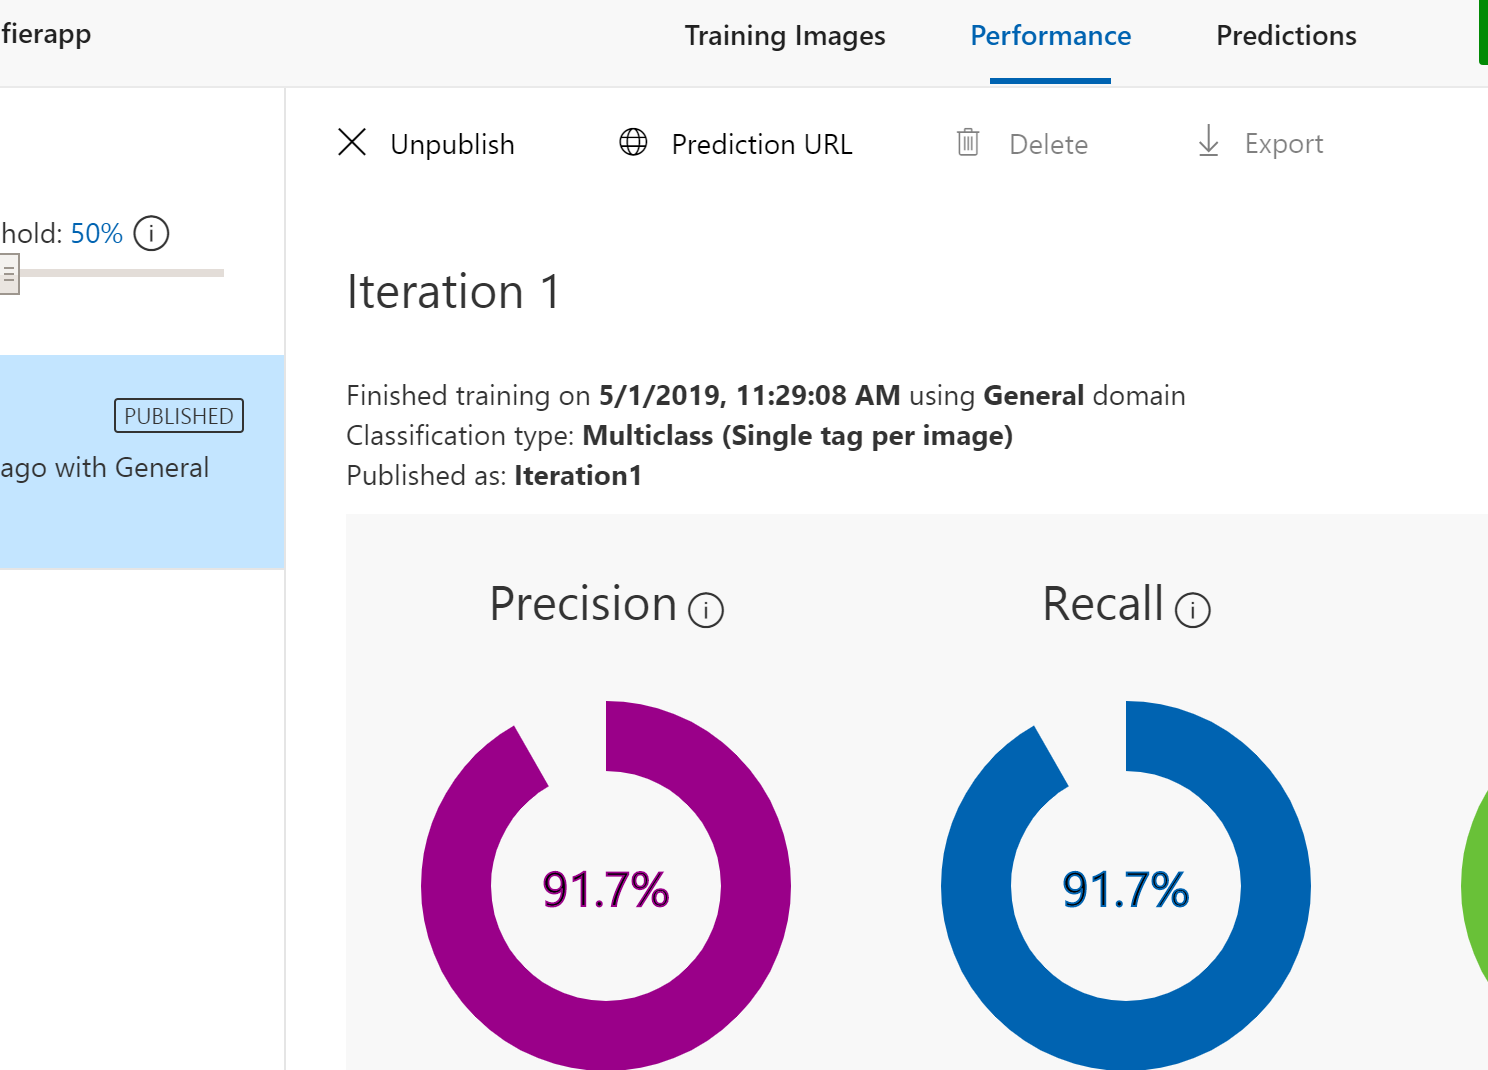 fierapp
Training Images
Performance
Predictions
Unpublish
Prediction URL
Delete
Export
hold: 50%
Iteration 1
PUBLISHED
ago with General
Finished training on 5/1/2019, 11:29:08 AM using General domain
Classification type: Multiclass (Single tag per image)
Published as: Iteration1
Precision
Recall
91.7%
91.7%